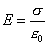 E = σ/ε₀